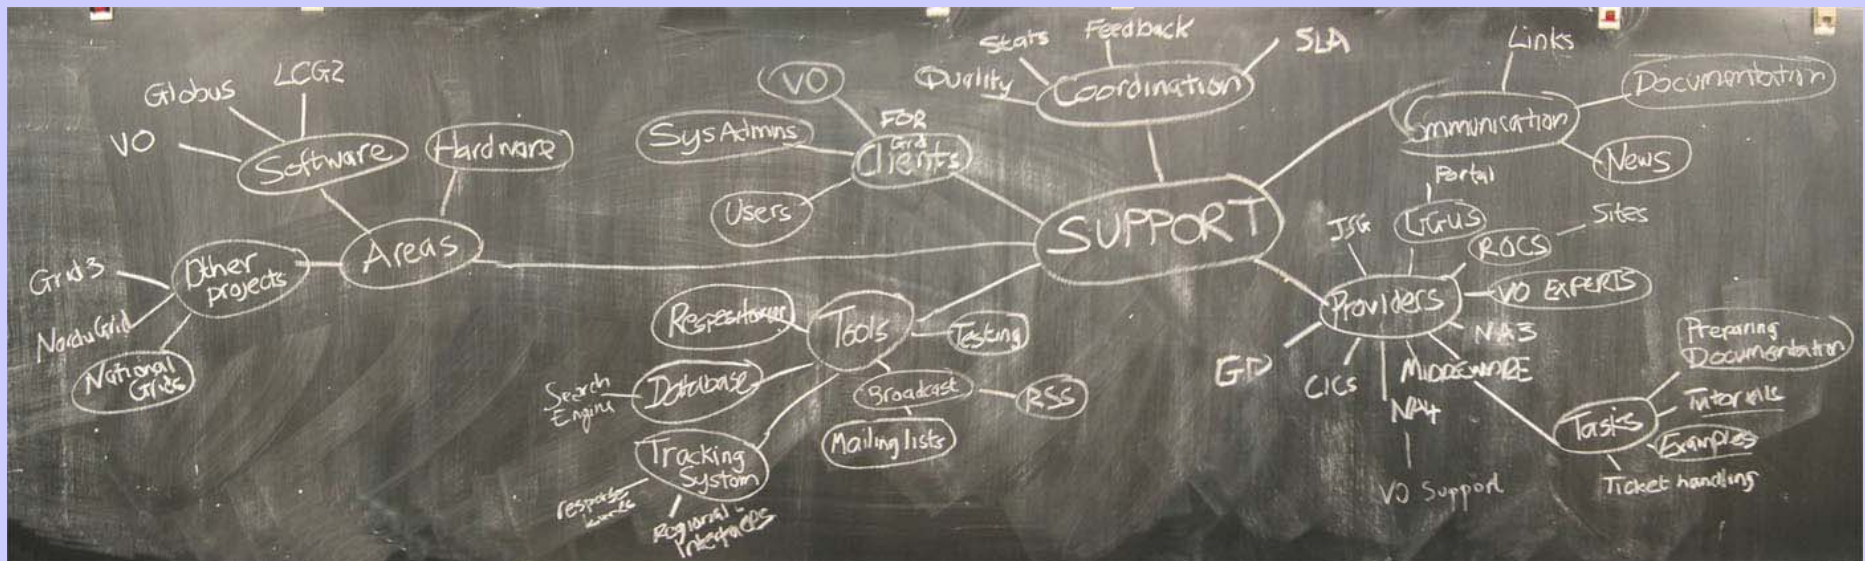 Globus
LCG2
VO
Software
Hardware
Areas
Other
projects
Grid3
NorduGrid
National
Grids
VO
SysAdmins
FOR
Grid
Clients
Users
Stats
Feedback
SLA
Quality
Coordination
SUPPORT
Links
Documentation
Communication
News
Portal
GGUS
JSG
ROCS
Sites
Providers
VO EXPERTS
NA3
MIDDLEWARE
GD
CICS
NA4
VO Support
Tasks
Preparing
Documentation
Tutorials
Examples
Ticket handling
Tools
Testing
Database
Search
Engine
Broadcast
RSS
Mailing lists
Tracking
System
Regional
Interfaces